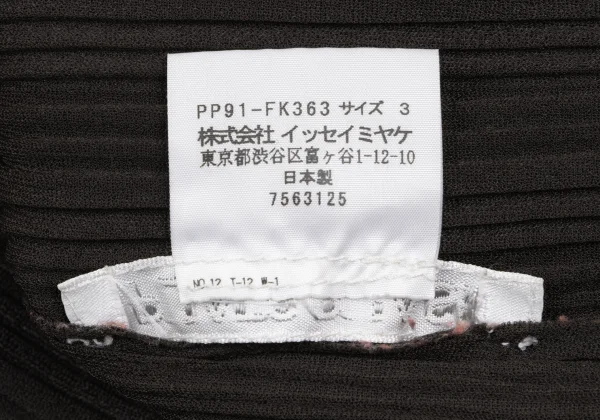 PP91-FK363 サイズ 3
株式会社 イッセイミヤケ
東京都渋谷区富ヶ谷1-12-10
日本製
7563125
NO.12 T-12 W-1